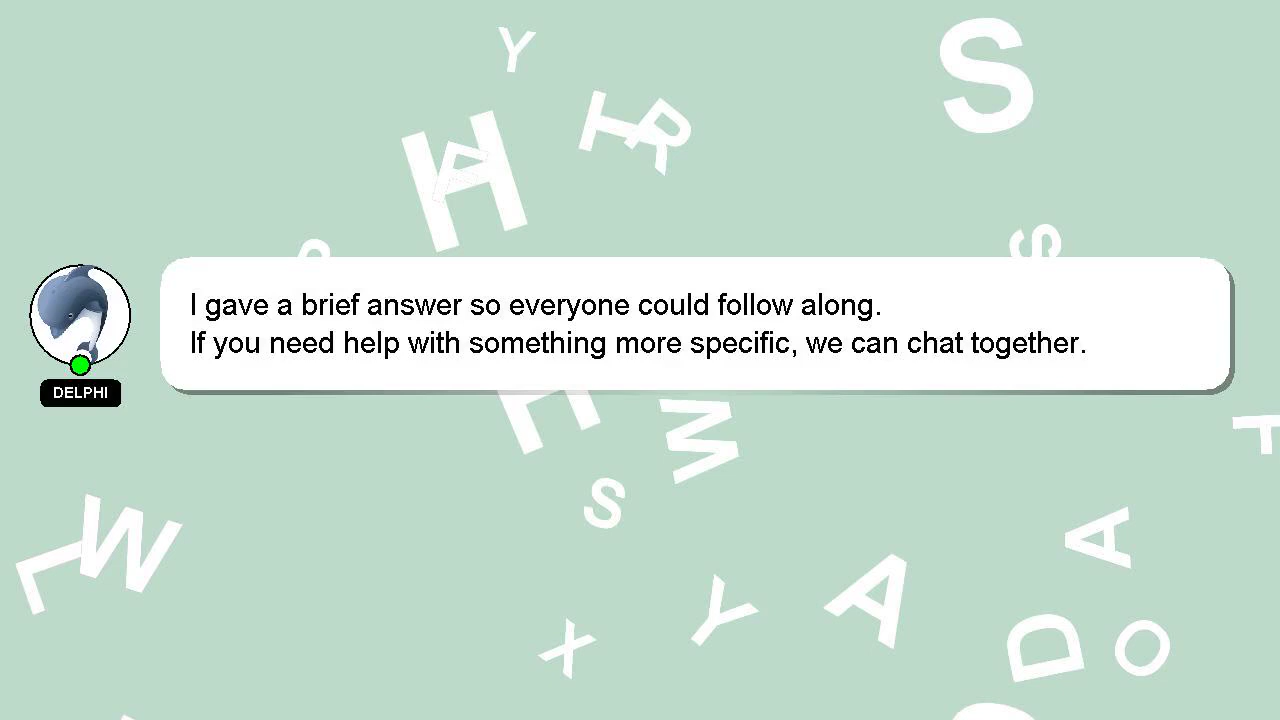 Y
S
H
A
T
R
S
I gave a brief answer so everyone could follow along.
If you need help with something more specific, we can chat together.
DELPHI
H
W
S
L
W
A
Y
A
X
D
O